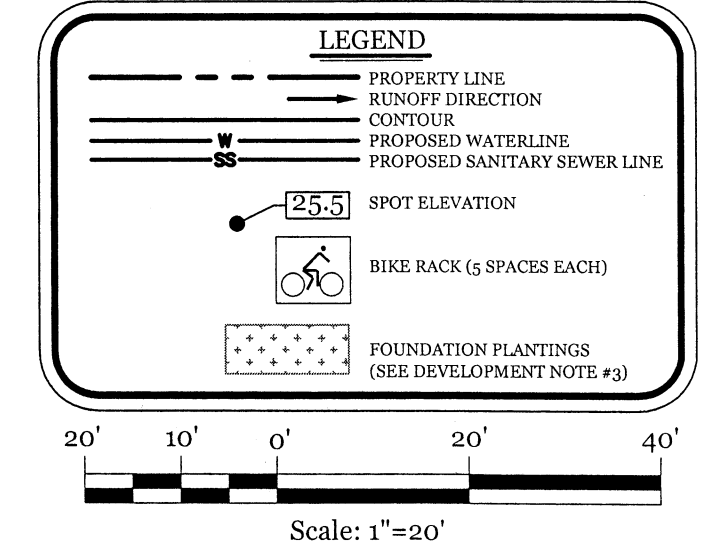 LEGEND
PROPERTY LINE
RUNOFF DIRECTION
CONTOUR
W PROPOSED WATERLINE
SS PROPOSED SANITARY SEWER LINE
25.5 SPOT ELEVATION
BIKE RACK (5 SPACES EACH)
FOUNDATION PLANTINGS
(SEE DEVELOPMENT NOTE #3)
20' 10' 0' 20' 40'
Scale: 1"=20'